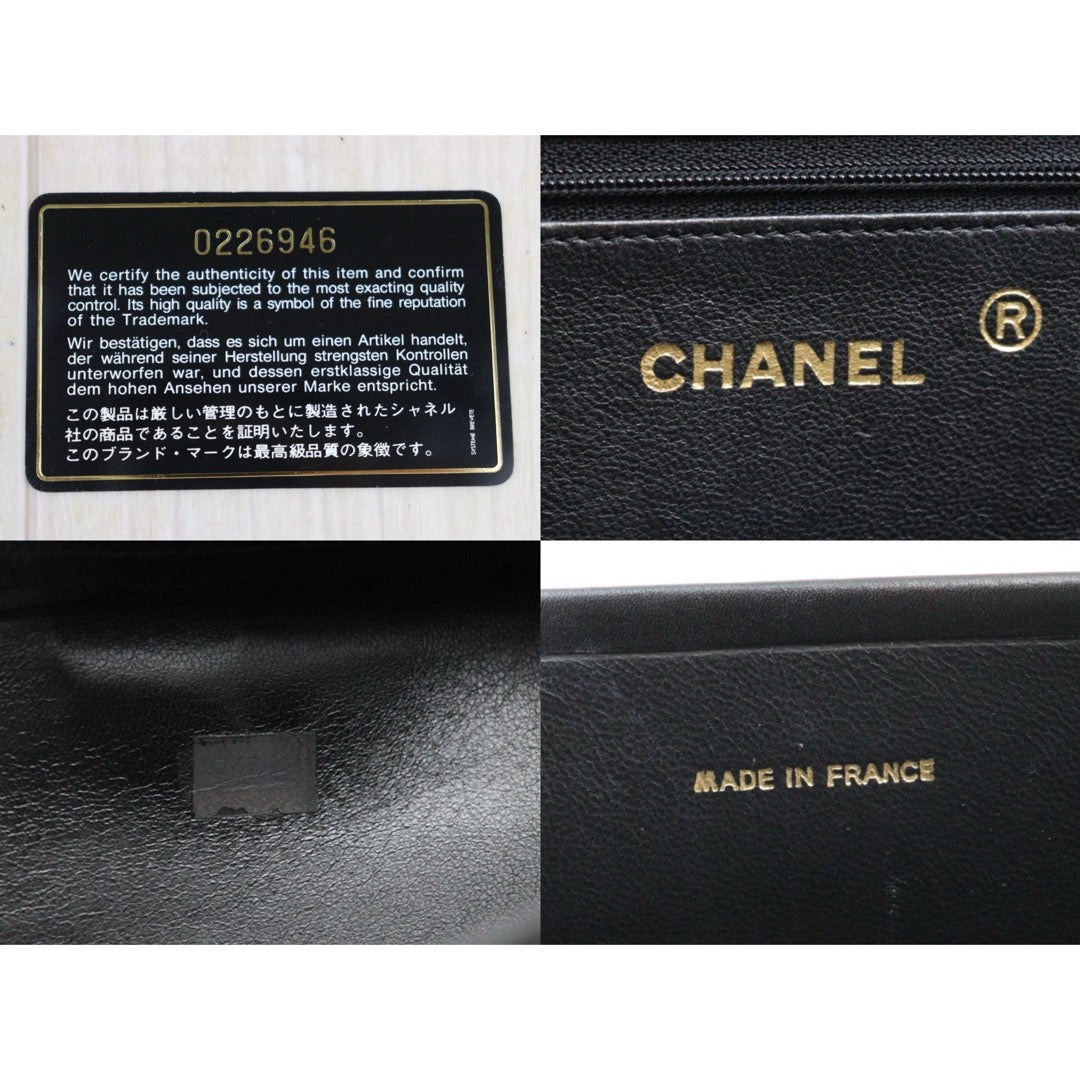 0226946
We certify the authenticity of this item and confirm
that it has been subjected to the most exacting quality
control. Its high quality is a symbol of the fine reputation
of the Trademark.
Wir bestätigen, dass es sich um einen Artikel handelt,
der während seiner Herstellung strengsten Kontrollen
unterworfen war, und dessen erstklassige Qualität
dem hohen Ansehen unserer Marke entspricht.
この製品は厳しい管理のもとに製造されたシャネル
社の商品であることを証明いたします。
このブランド・マークは最高級品質の象徴です。
SYSTEME BREVETE
CHANEL ®
MADE IN FRANCE